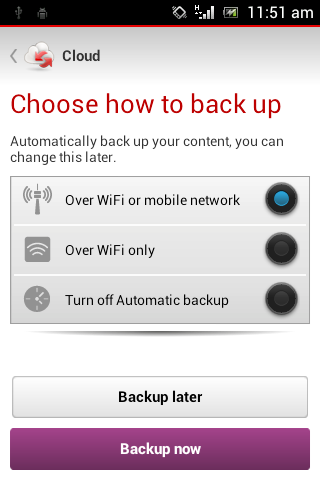 H
11:51 am
Cloud
Choose how to back up
Automatically back up your content, you can
change this later.
Over WiFi or mobile network
Over WiFi only
Turn off Automatic backup
Backup later
Backup now